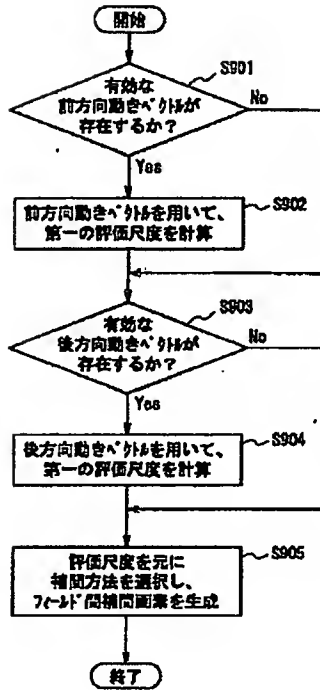 開始
S901
有効な
前方向動きベクトルが
存在するか?
No
Yes
前方向動きベクトルを用いて、
第一の評価尺度を計算
S902
S903
有効な
後方向動きベクトルが
存在するか?
No
Yes
後方向動きベクトルを用いて、
第一の評価尺度を計算
S904
評価尺度を元に
補間方法を選択し、
フィールド間補間画素を生成
S905
終了